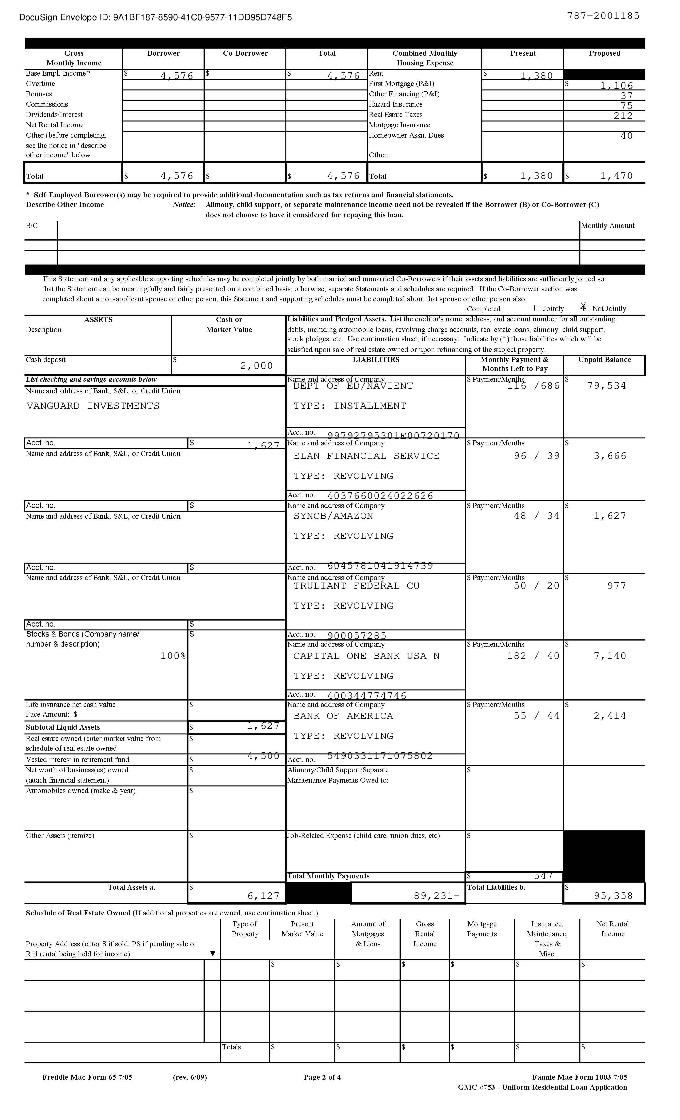 DocuSign Envelope ID: 9A1BF187-8590-41C0-9577-11DD95D748F5
787-2001185
Gross Monthly Income Borrower Co-Borrower Total Combined Monthly Housing Expense Present Proposed
Base Empl. Income* $ 4,576 $ $ 4,576 Rent $ 1,380
Overtime First Mortgage (P&I) $ 1,106
Bonuses Other Financing (P&I) 37
Commissions Hazard Insurance 75
Dividends/Interest Real Estate Taxes 212
Net Rental Income Mortgage Insurance
Other (before completing, see the notice in "describe other income" below Homeowner Assn. Dues 40
Other:
Total $ 4,576 $ $ 4,576 Total $ 1,380 $ 1,470
* Self Employed Borrower(s) may be required to provide additional documentation such as tax returns and financial statements.
Describe Other Income Notice: Alimony, child support, or separate maintenance income need not be revealed if the Borrower (B) or Co-Borrower (C)
does not choose to have it considered for repaying this loan.
B/C Monthly Amount
This Statement and any applicable supporting schedules may be completed jointly by both married and unmarried Co-Borrowers if their assets and liabilities are sufficiently joined so
that the Statement can be meaningfully and fairly presented on a combined basis; otherwise, separate Statements and schedules are required. If the Co-Borrower section was
completed about a non-applicant spouse or other person, this Statement and supporting schedules must be completed about that spouse or other person also.
Completed Jointly Not Jointly
ASSETS Cash or Market Value
Description
Liabilities and Pledged Assets. List the creditor's name, address, and account number for all outstanding
debts, including automobile loans, revolving charge accounts, real estate loans, alimony, child support,
stock pledges, etc. Use continuation sheet, if necessary. Indicate by (*) those liabilities which will be
satisfied upon sale of real estate owned or upon refinancing of the subject property.
Cash deposit $ 2,000
LIABILITIES Monthly Payment & Months Left to Pay Unpaid Balance
List checking and savings accounts below
Name and address of Bank, S&L, or Credit Union
VANGUARD INVESTMENTS
Name and address of Company $ Payment/Months $
DEPT OF ED/NAVIENT 116 /686 79,534
TYPE: INSTALLMENT
Acct. no. 99792795301E00720170
Acct. no. $ 1,627
Name and address of Bank, S&L, or Credit Union
Name and address of Company $ Payment/Months $
ELAN FINANCIAL SERVICE 96 / 39 3,666
TYPE: REVOLVING
Acct. no. 4037660024022626
Acct. no. $
Name and address of Bank, S&L, or Credit Union
Name and address of Company $ Payment/Months $
SYNCB/AMAZON 48 / 34 1,627
TYPE: REVOLVING
Acct. no. 6045781041914739
Acct. no. $
Name and address of Bank, S&L, or Credit Union
Name and address of Company $ Payment/Months $
TRULIANT FEDERAL CU 50 / 20 977
TYPE: REVOLVING
Acct. no. $
Acct. no. 900057285
Stocks & Bonds (Company name/ number & description) $
100%
Name and address of Company $ Payment/Months $
CAPITAL ONE BANK USA N 182 / 40 7,140
TYPE: REVOLVING
Acct. no. 400344774746
Life insurance net cash value $
Face Amount: $
Name and address of Company $ Payment/Months $
BANK OF AMERICA 55 / 44 2,414
TYPE: REVOLVING
Acct. no. 5490331171075802
Subtotal Liquid Assets $ 1,627
Real estate owned (enter market value from schedule of real estate owned $
Vested interest in retirement fund $ 4,500
Net worth of business(es) owned (attach financial statement) $
Alimony/Child Support/Separate Maintenance Payments Owed to: $
Automobiles owned (make & year) $
Other Assets (itemize) $
Job-Related Expense (child care, union dues, etc) $
Total Monthly Payments $ 547
Total Assets a. $ 6,127 89,231- Total Liabilities b. $ 95,358
Schedule of Real Estate Owned (If additional properties are owned, use continuation sheet.)
Property Address (enter S if sold, PS if pending sale or R if rental being held for income) ▼ Type of Property Present Market Value Amount of Mortgages & Liens Gross Rental Income Mortgage Payments Insurance, Maintenance, Taxes & Misc. Net Rental Income
$ $ $ $ $ $
Totals $ $ $ $ $ $
Freddie Mac Form 65 7/05 (rev. 6/09) Page 2 of 4 Fannie Mae Form 1003 7/05
GMC #753 - Uniform Residential Loan Application